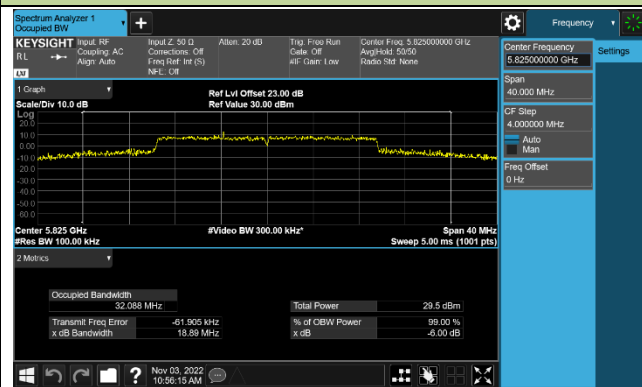 Spectrum Analyzer 1
Occupied BW
Frequency
KEYSIGHT
RL
LXI
Input: RF
Coupling: AC
Align: Auto
Input Z: 50 Ω
Corrections: Off
Freq Ref: Int (S)
NFE: Off
Atten: 20 dB
Trig: Free Run
Gate: Off
#IF Gain: Low
Center Freq: 5.825000000 GHz
Avg|Hold: 50/50
Radio Std: None
Center Frequency
5.825000000 GHz
Settings
Span
40.000 MHz
CF Step
4.000000 MHz
Auto
Man
Freq Offset
0 Hz
1 Graph
Scale/Div 10.0 dB
Ref Lvl Offset 23.00 dB
Ref Value 30.00 dBm
Log
20.0
10.0
0.00
-10.0
-20.0
-30.0
-40.0
-50.0
-60.0
Center 5.825 GHz
#Res BW 100.00 kHz
#Video BW 300.00 kHz*
Span 40 MHz
Sweep 5.00 ms (1001 pts)
2 Metrics
Occupied Bandwidth
32.088 MHz
Total Power 29.5 dBm
Transmit Freq Error -61.905 kHz
% of OBW Power 99.00 %
x dB Bandwidth 18.89 MHz
x dB -6.00 dB
?
Nov 03, 2022
10:56:15 AM